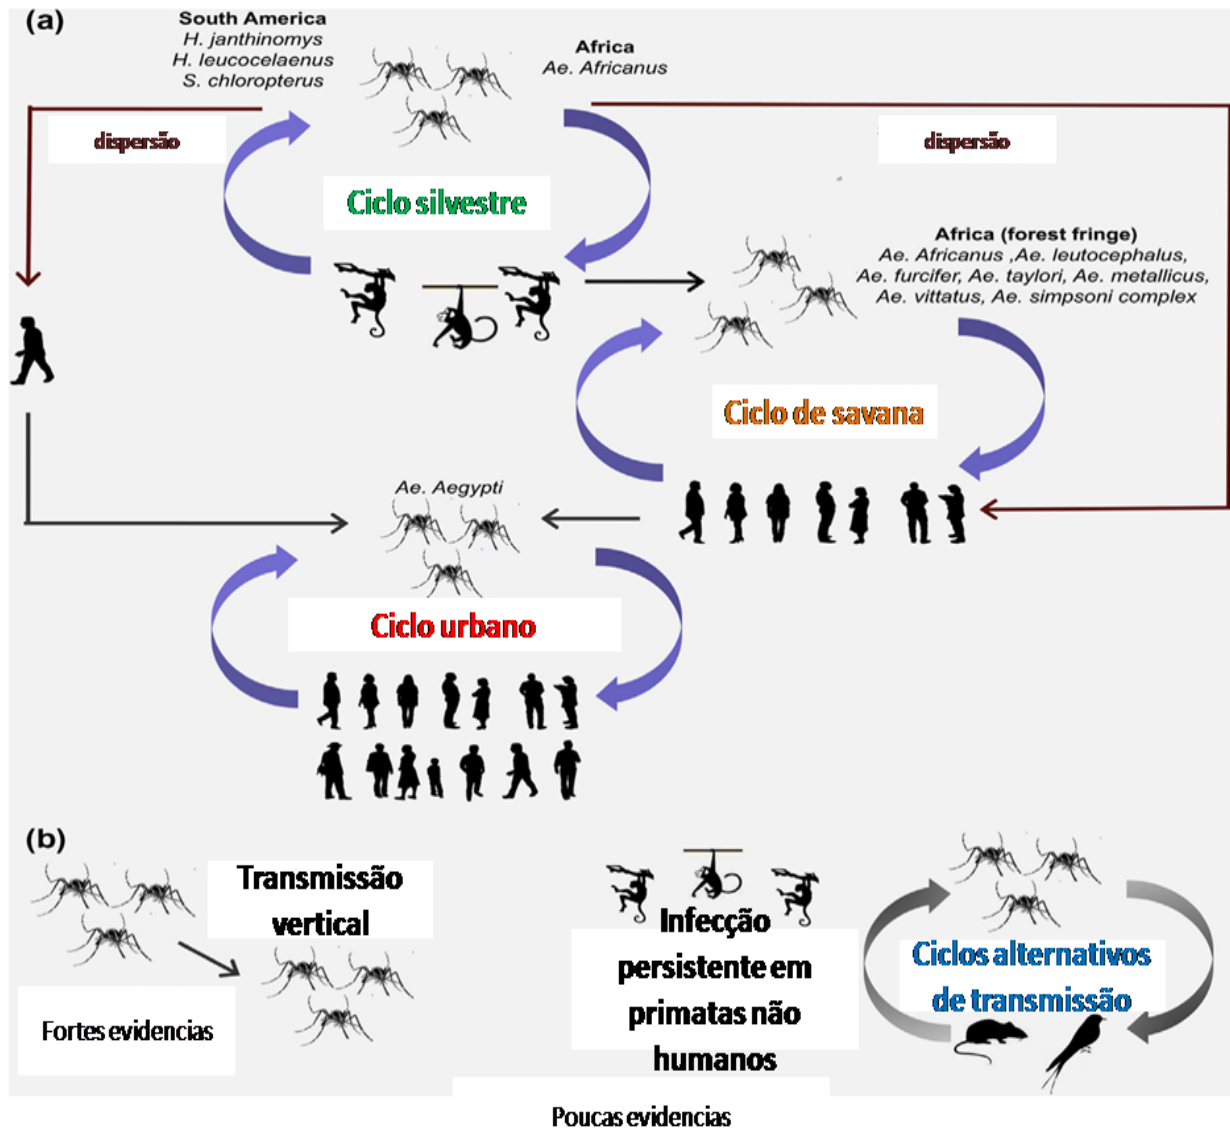 (a)
South America
H. janthinomys
H. leucocelaenus
S. chloropterus
Africa
Ae. Africanus
dispersão
dispersão
Ciclo silvestre
Africa (forest fringe)
Ae. Africanus ,Ae. leutocephalus,
Ae. furcifer, Ae. taylori, Ae. metallicus,
Ae. vittatus, Ae. simpsoni complex
Ciclo de savana
Ae. Aegypti
Ciclo urbano
(b)
Transmissão
vertical
Fortes evidencias
Infecção
persistente em
primatas não
humanos
Ciclos alternativos
de transmissão
Poucas evidencias